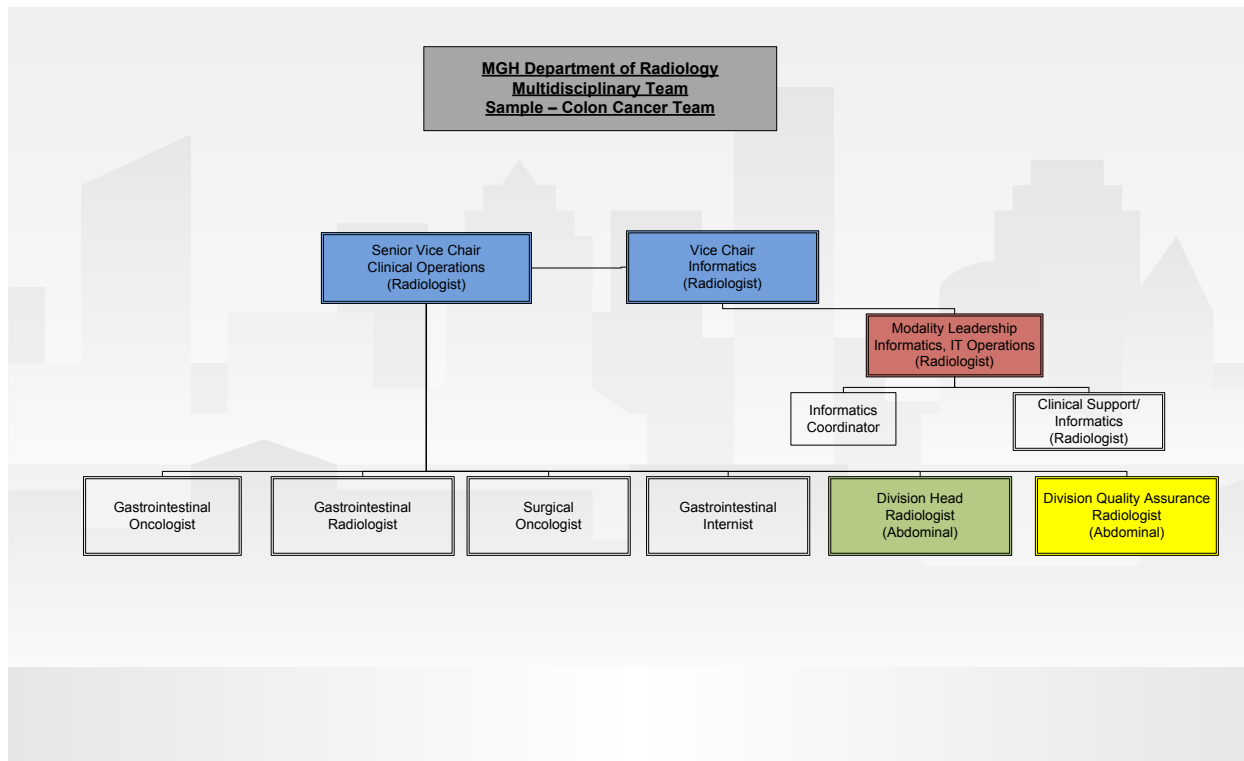 MGH Department of Radiology
Multidisciplinary Team
Sample – Colon Cancer Team
Senior Vice Chair
Clinical Operations
(Radiologist)
Vice Chair
Informatics
(Radiologist)
Modality Leadership
Informatics, IT Operations
(Radiologist)
Informatics
Coordinator
Clinical Support/
Informatics
(Radiologist)
Gastrointestinal
Oncologist
Gastrointestinal
Radiologist
Surgical
Oncologist
Gastrointestinal
Internist
Division Head
Radiologist
(Abdominal)
Division Quality Assurance
Radiologist
(Abdominal)